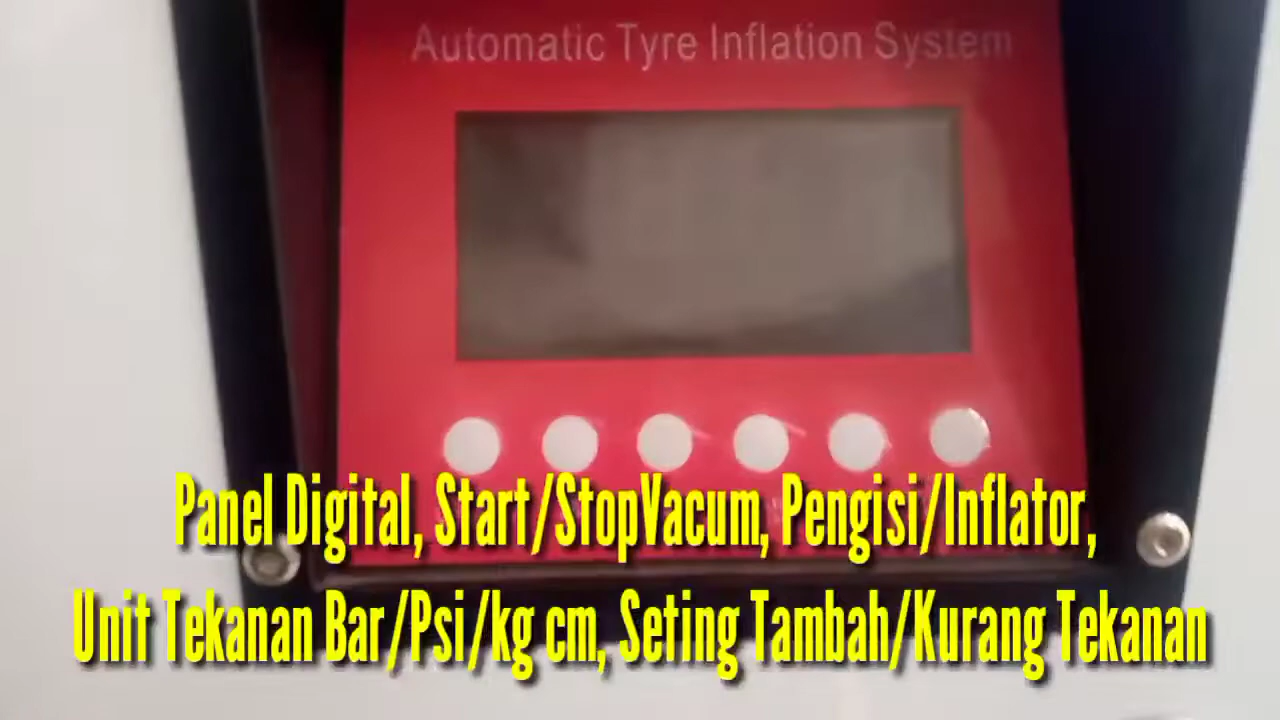 Automatic Tyre Inflation System
Panel Digital, Start/StopVacum, Pengisi/Inflator,
Unit Tekanan Bar/Psi/kg cm, Seting Tambah/Kurang Tekanan